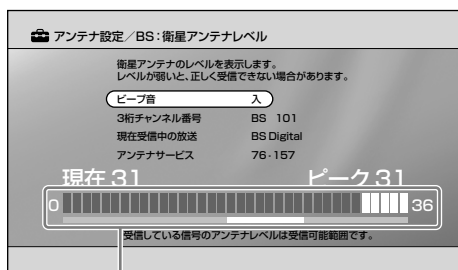 アンテナ設定／BS：衛星アンテナレベル
衛星アンテナのレベルを表示します。
レベルが弱いと、正しく受信できない場合があります。
ビープ音 入
3桁チャンネル番号 BS 101
現在受信中の放送 BS Digital
アンテナサービス 76-157
現在 31 ピーク 31
0 36
受信している信号のアンテナレベルは受信可能範囲です。